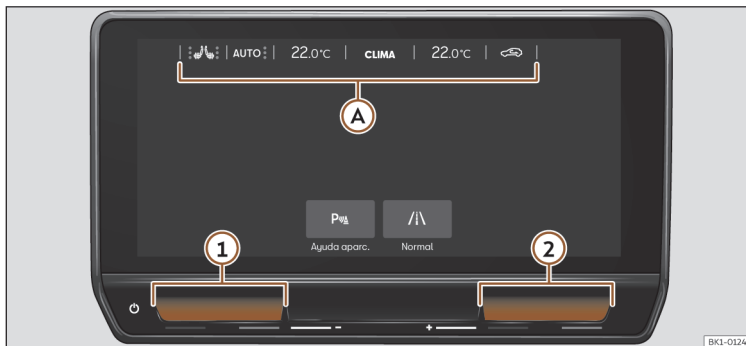 AUTO 22.0°C CLIMA 22.0°C
A
P
Ayuda aparc. Normal
1 2
- +
BK1-0124